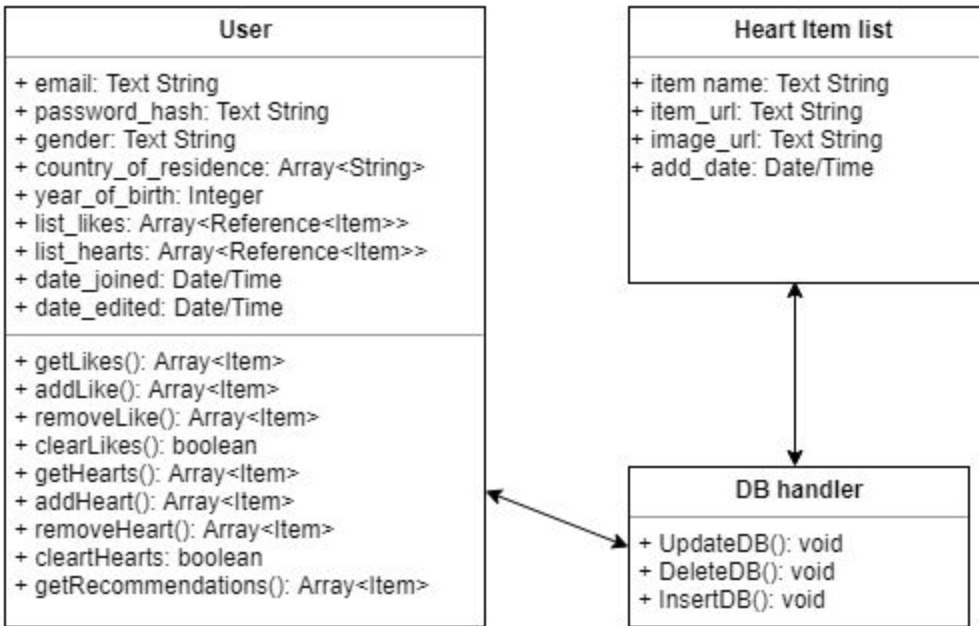 User
+ email: Text String
+ password_hash: Text String
+ gender: Text String
+ country_of_residence: Array<String>
+ year_of_birth: Integer
+ list_likes: Array<Reference<Item>>
+ list_hearts: Array<Reference<Item>>
+ date_joined: Date/Time
+ date_edited: Date/Time
+ getLikes(): Array<Item>
+ addLike(): Array<Item>
+ removeLike(): Array<Item>
+ clearLikes(): boolean
+ getHearts(): Array<Item>
+ addHeart(): Array<Item>
+ removeHeart(): Array<Item>
+ cleartHearts: boolean
+ getRecommendations(): Array<Item>
Heart Item list
+ item name: Text String
+ item_url: Text String
+ image_url: Text String
+ add_date: Date/Time
DB handler
+ UpdateDB(): void
+ DeleteDB(): void
+ InsertDB(): void